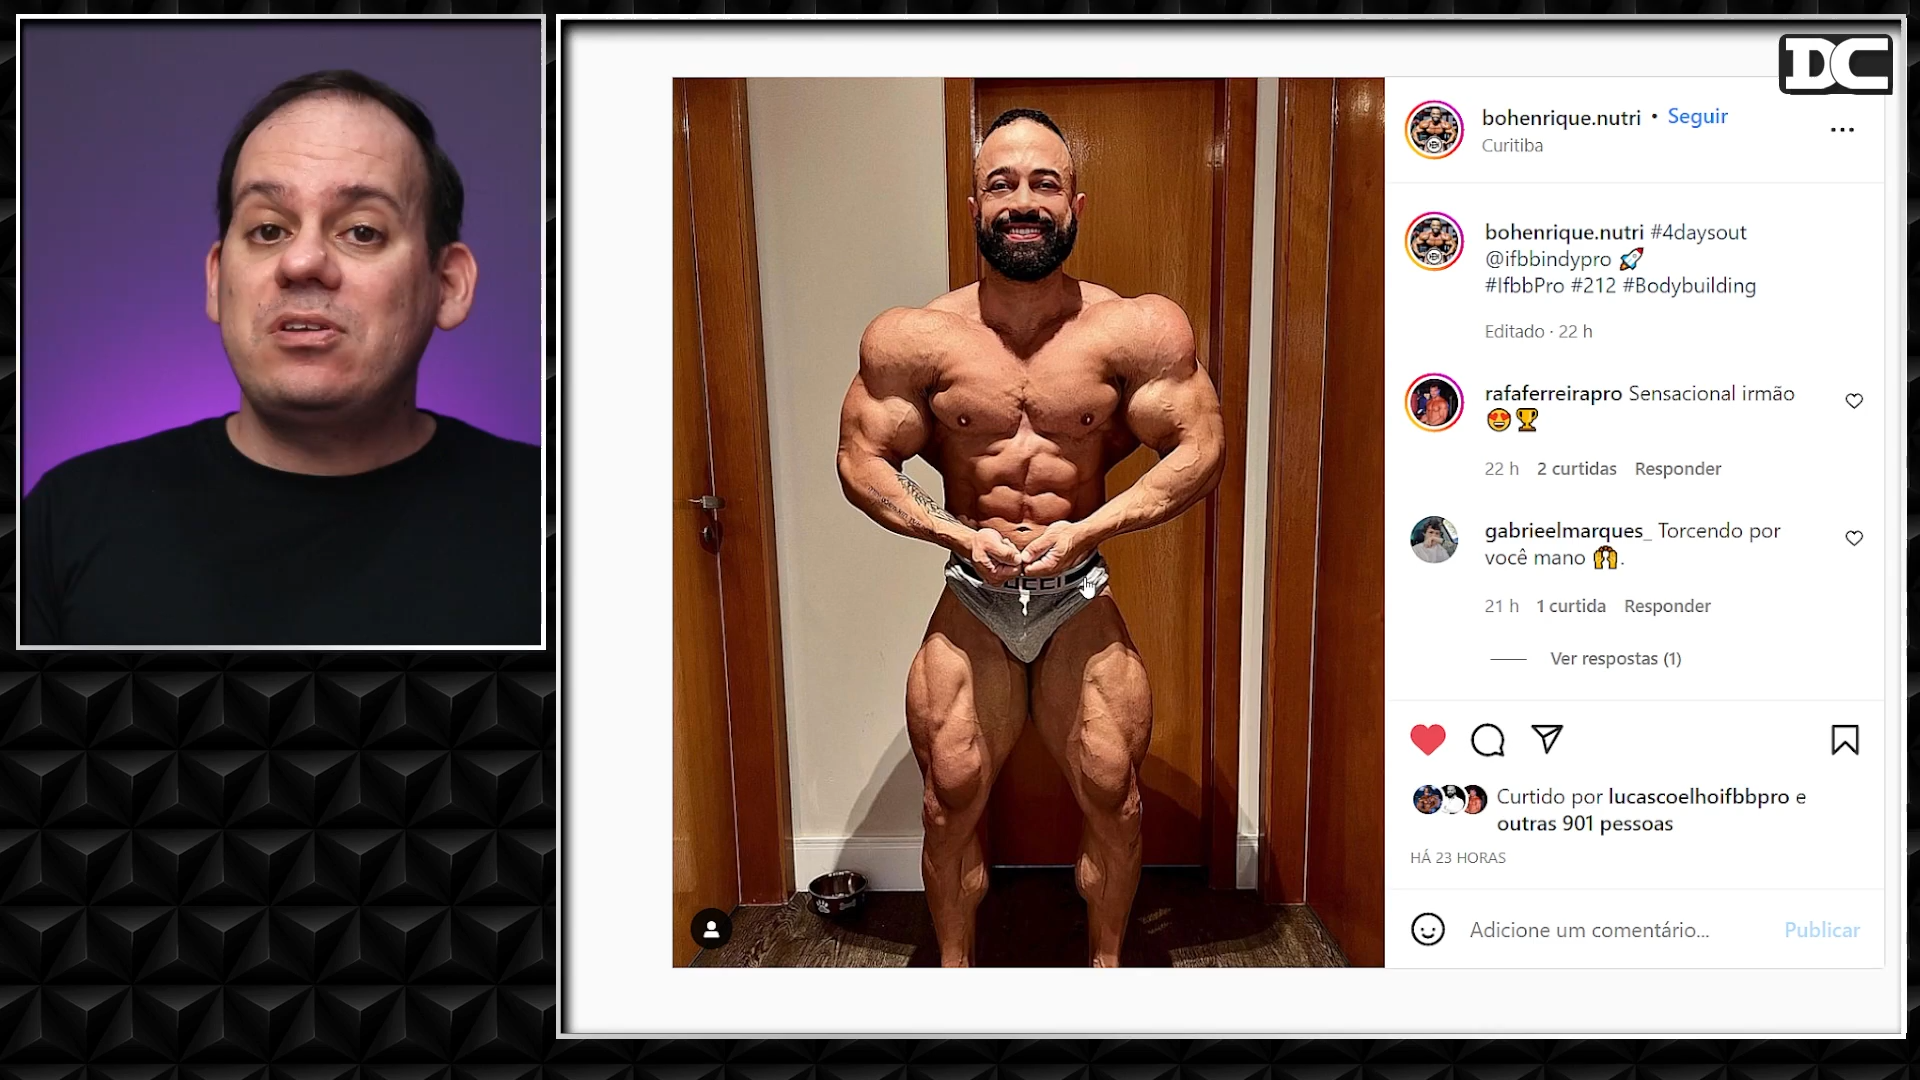 DC
bohenrique.nutri • Seguir
Curitiba
bohenrique.nutri #4daysout
@ifbbindypro 🚀
#IfbbPro #212 #Bodybuilding
Editado · 22 h
rafaferreirapro Sensacional irmão
😍🏆
22 h 2 curtidas Responder
gabrieelmarques_ Torcendo por
você mano 🙌.
21 h 1 curtida Responder
Ver respostas (1)
Curtido por lucascoelhoifbbpro e
outras 901 pessoas
HÁ 23 HORAS
Adicione um comentário... Publicar